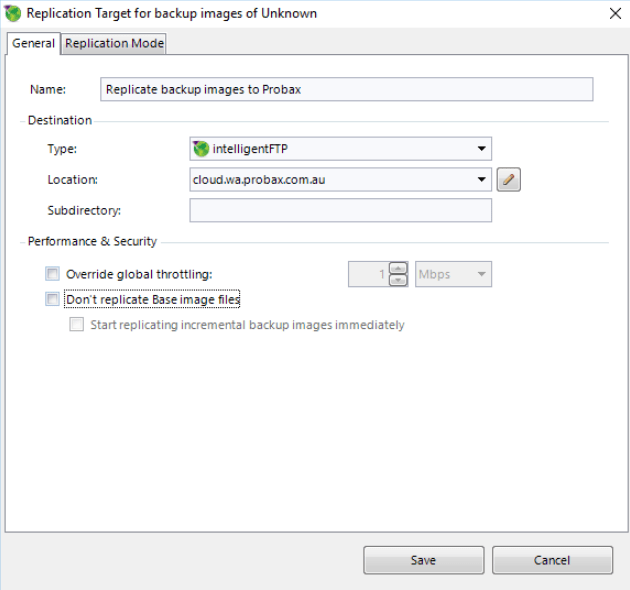 Replication Target for backup images of Unknown
General Replication Mode
Name: Replicate backup images to Probax
Destination
Type: intelligentFTP
Location: cloud.wa.probax.com.au
Subdirectory:
Performance & Security
Override global throttling: 1 Mbps
Don't replicate Base image files
Start replicating incremental backup images immediately
Save Cancel